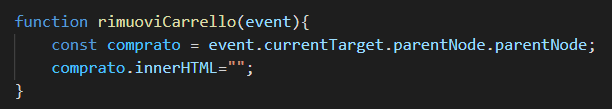 function rimuoviCarrello(event){
    const comprato = event.currentTarget.parentNode.parentNode;
    comprato.innerHTML="";
}